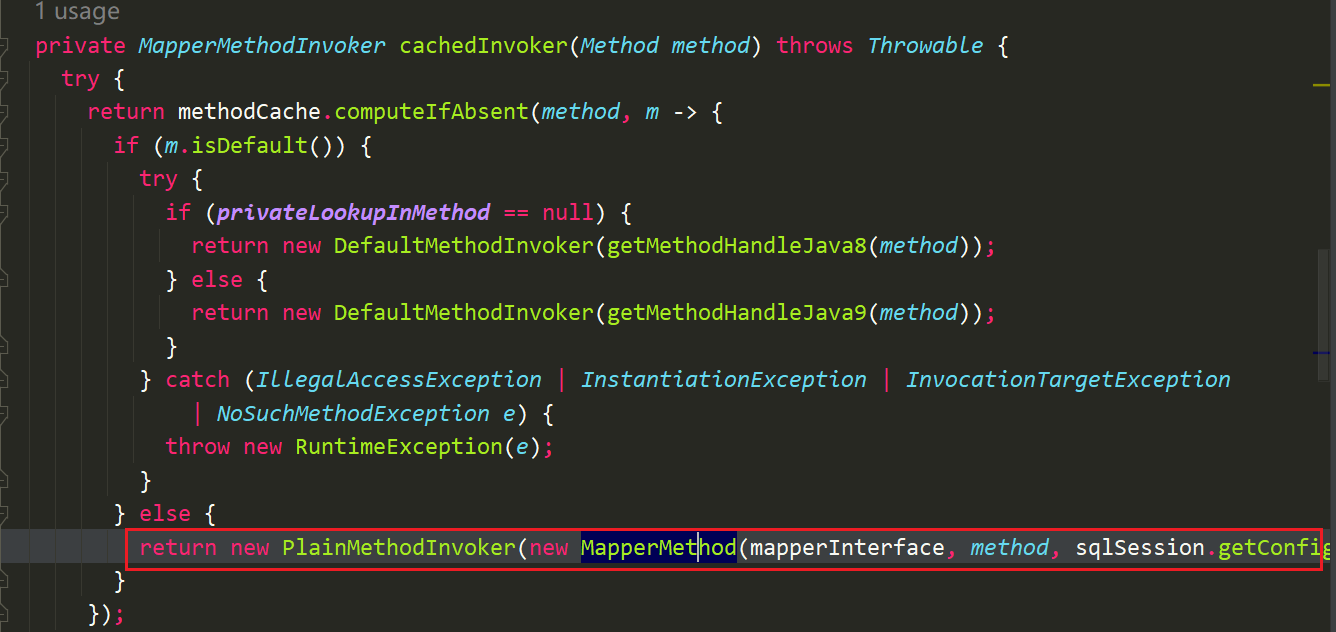 1 usage
private MapperMethodInvoker cachedInvoker(Method method) throws Throwable {
try {
return methodCache.computeIfAbsent(method, m -> {
if (m.isDefault()) {
try {
if (privateLookupInMethod == null) {
return new DefaultMethodInvoker(getMethodHandleJava8(method));
} else {
return new DefaultMethodInvoker(getMethodHandleJava9(method));
}
} catch (IllegalAccessException | InstantiationException | InvocationTargetException
| NoSuchMethodException e) {
throw new RuntimeException(e);
}
} else {
return new PlainMethodInvoker(new MapperMethod(mapperInterface, method, sqlSession.getConfig
}
});